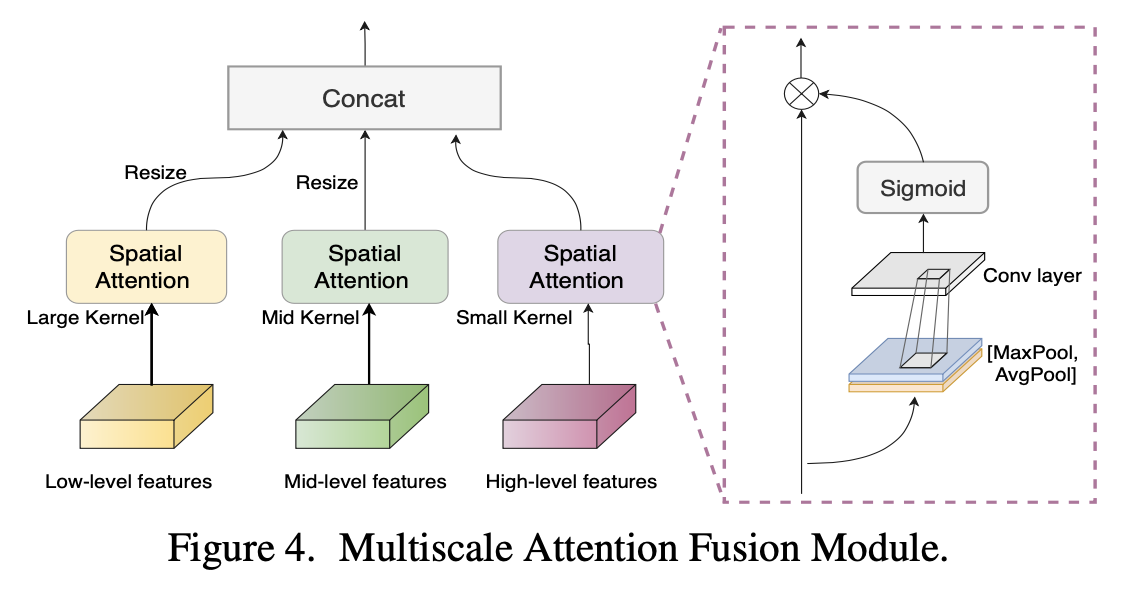 Concat
Resize
Resize
Spatial
Attention
Spatial
Attention
Spatial
Attention
Large Kernel
Mid Kernel
Small Kernel
Low-level features
Mid-level features
High-level features
Sigmoid
Conv layer
[MaxPool,
AvgPool]
Figure 4. Multiscale Attention Fusion Module.